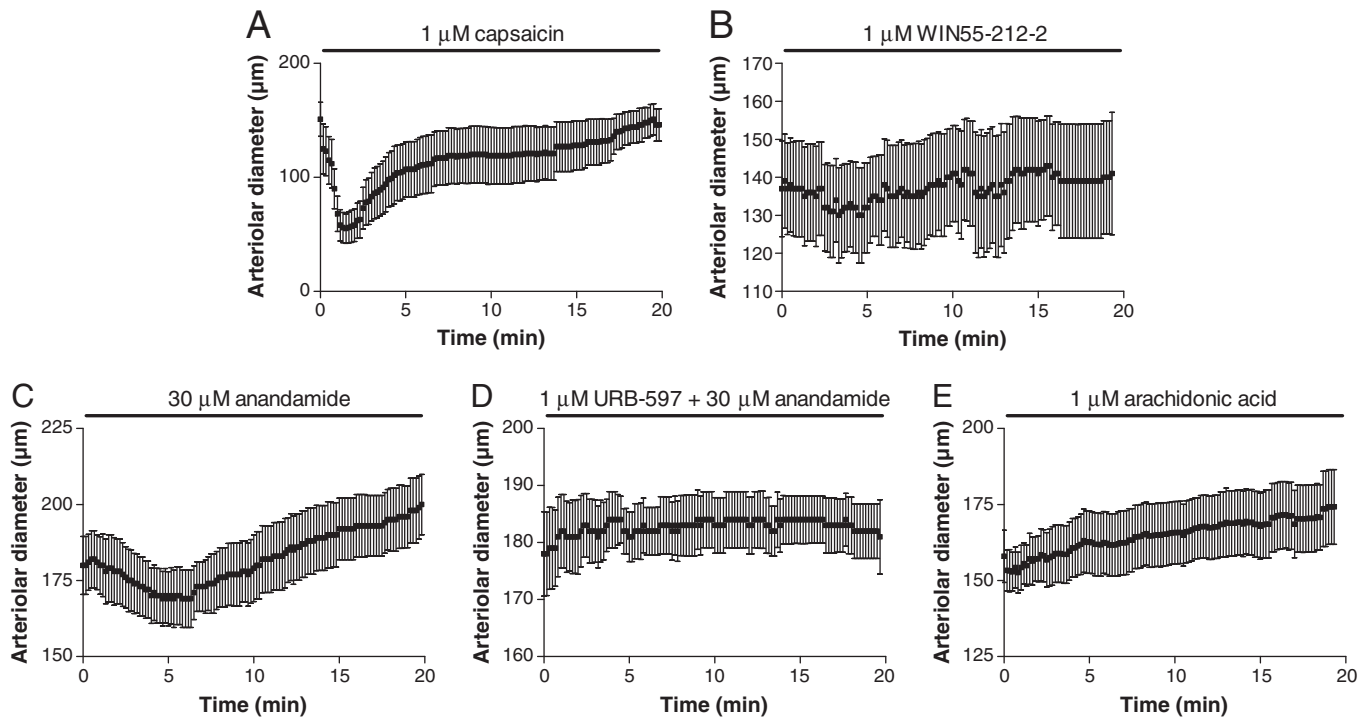 A
1 µM capsaicin
Arteriolar diameter (µm)
200
100
0
0 5 10 15 20
Time (min)
B
1 µM WIN55-212-2
Arteriolar diameter (µm)
170
160
150
140
130
120
110
0 5 10 15 20
Time (min)
C
30 µM anandamide
Arteriolar diameter (µm)
225
200
175
150
0 5 10 15 20
Time (min)
D
1 µM URB-597 + 30 µM anandamide
Arteriolar diameter (µm)
200
190
180
170
160
0 5 10 15 20
Time (min)
E
1 µM arachidonic acid
Arteriolar diameter (µm)
200
175
150
125
0 5 10 15 20
Time (min)